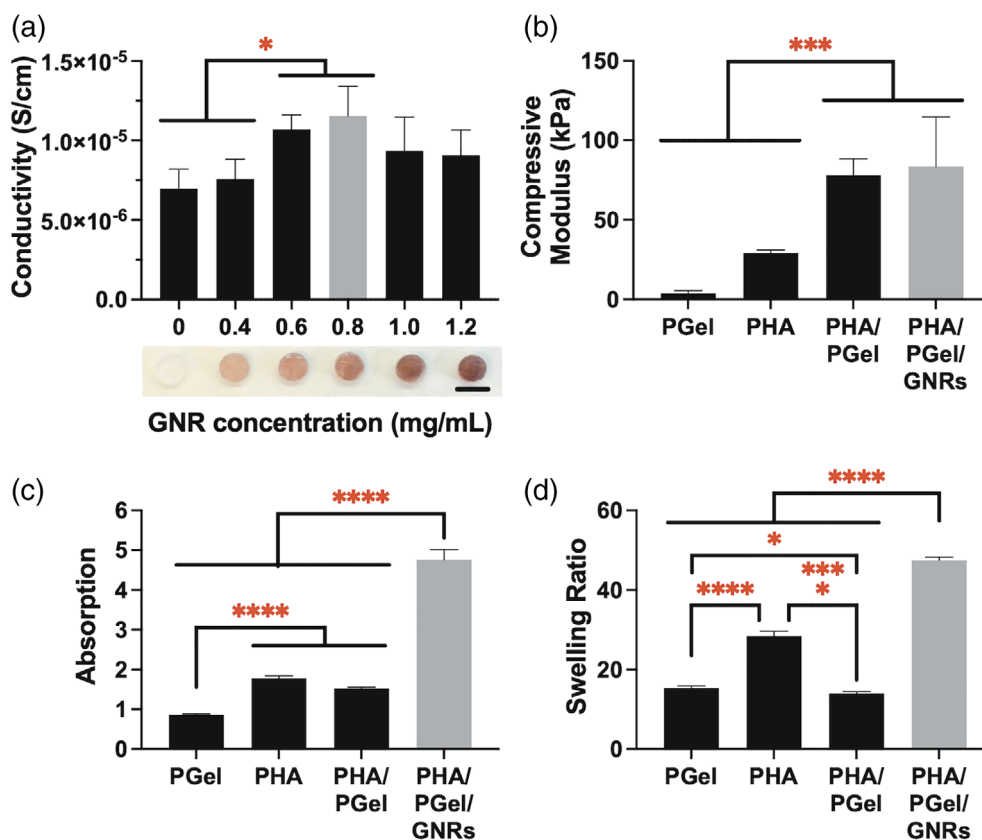 (a)
*
Conductivity (S/cm)
1.5×10⁻⁵
1.0×10⁻⁵
5.0×10⁻⁶
0.0
0 0.4 0.6 0.8 1.0 1.2
GNR concentration (mg/mL)
(b)
***
Compressive
Modulus (kPa)
150
100
50
0
PGel PHA PHA/ PHA/
PGel PGel/
GNRs
(c)
****
****
Absorption
6
5
4
3
2
1
0
PGel PHA PHA/ PHA/
PGel PGel/
GNRs
(d)
****
*
**** ***
*
Swelling Ratio
60
40
20
0
PGel PHA PHA/ PHA/
PGel PGel/
GNRs